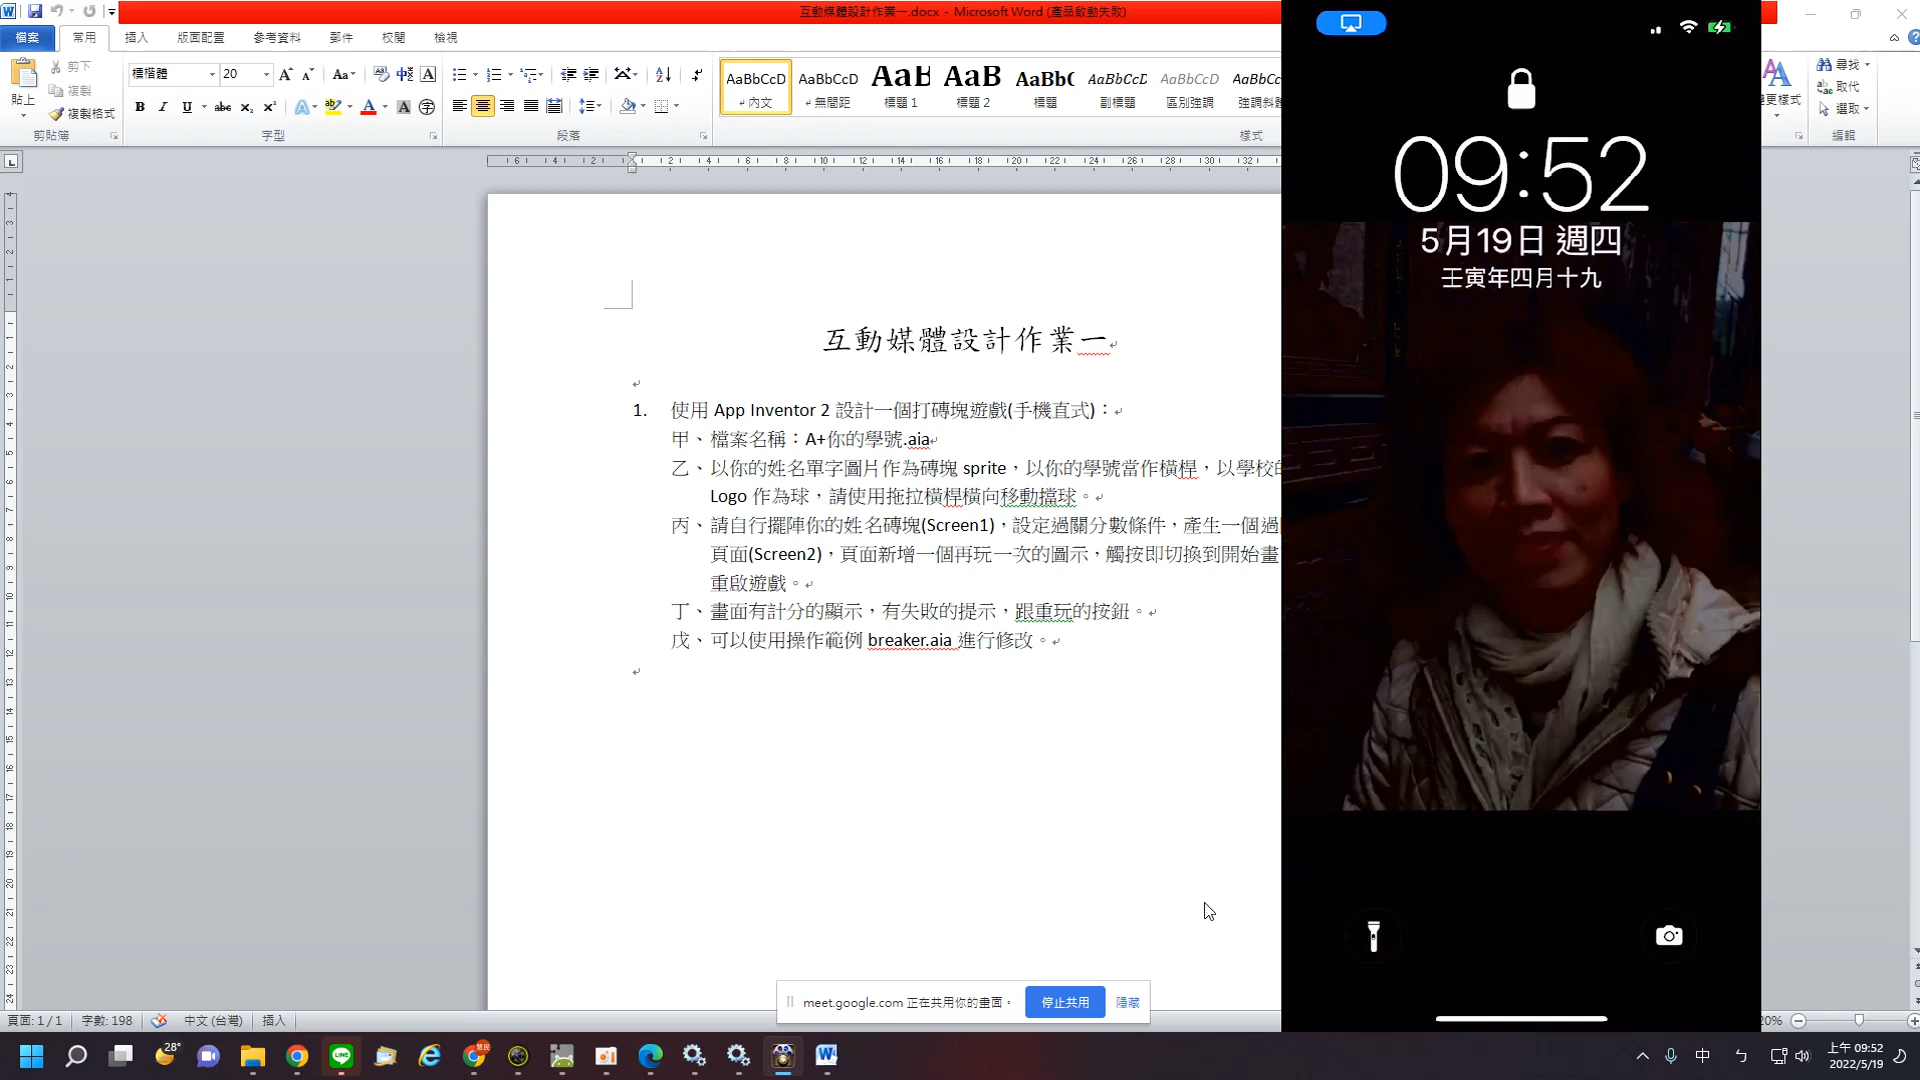 互動媒體設計作業一.docx - Microsoft Word (產品啟動失敗)
檔案 常用 插入 版面配置 參考資料 郵件 校閱 檢視
貼上 剪下 複製 複製格式
標楷體 20
AaBbCcD AaBbCcD AaB AaB AaBbC AaBbCcD AaBbCcD AaBbCc
內文 無間距 標題 1 標題 2 標題 副標題 區別強調 強調斜體
變更樣式 尋找 取代 選取
剪貼簿 字型 段落 樣式 編輯
互動媒體設計作業一
1. 使用 App Inventor 2 設計一個打磚塊遊戲(手機直式)：
甲、檔案名稱：A+你的學號.aia
乙、以你的姓名單字圖片作為磚塊 sprite，以你的學號當作橫桿，以學校的
Logo 作為球，請使用拖拉橫桿橫向移動擋球。
丙、請自行擺陣你的姓名磚塊(Screen1)，設定過關分數條件，產生一個過
頁面(Screen2)，頁面新增一個再玩一次的圖示，觸按即切換到開始畫
重啟遊戲。
丁、畫面有計分的顯示，有失敗的提示，跟重玩的按鈕。
戊、可以使用操作範例 breaker.aia 進行修改。
09:52
5月19日 週四
壬寅年四月十九
meet.google.com 正在共用你的畫面。 停止共用 隱藏
頁面: 1 / 1 字數: 198 中文 (台灣) 插入
28°
中
上午 09:52
2022/5/19